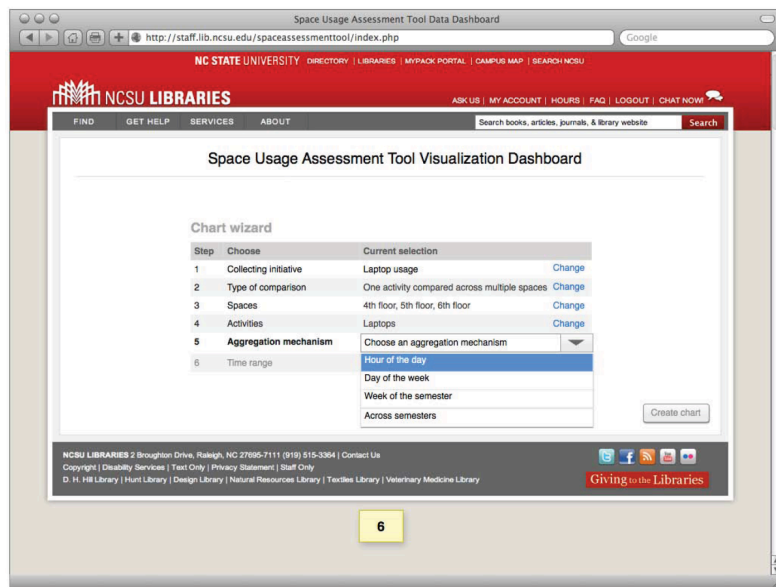 Space Usage Assessment Tool Data Dashboard
http://staff.lib.ncsu.edu/spaceassessmenttool/index.php
Google
NC STATE UNIVERSITY DIRECTORY | LIBRARIES | MYPACK PORTAL | CAMPUS MAP | SEARCH NCSU
NCSU LIBRARIES
ASK US | MY ACCOUNT | HOURS | FAQ | LOGOUT | CHAT NOW!
FIND GET HELP SERVICES ABOUT
Search books, articles, journals, & library website Search
Space Usage Assessment Tool Visualization Dashboard
Chart wizard
Step Choose Current selection
1 Collecting initiative Laptop usage Change
2 Type of comparison One activity compared across multiple spaces Change
3 Spaces 4th floor, 5th floor, 6th floor Change
4 Activities Laptops Change
5 Aggregation mechanism Choose an aggregation mechanism
6 Time range Hour of the day
Day of the week
Week of the semester
Across semesters
Create chart
NCSU LIBRARIES 2 Broughton Drive, Raleigh, NC 27695-7111 (919) 515-3364 | Contact Us
Copyright | Disability Services | Text Only | Privacy Statement | Staff Only
D. H. Hill Library | Hunt Library | Design Library | Natural Resources Library | Textiles Library | Veterinary Medicine Library
Giving to the Libraries
6